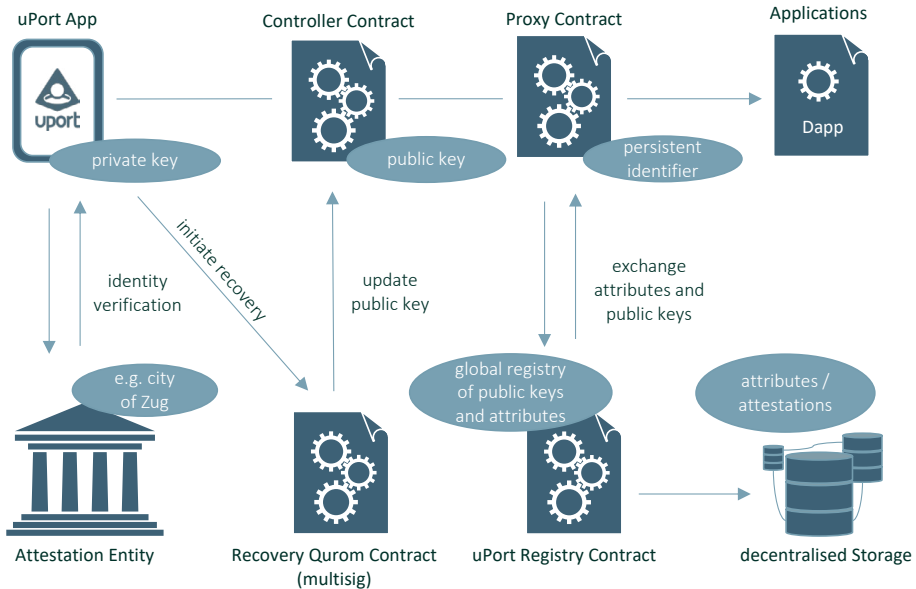 uPort App
Controller Contract
Proxy Contract
Applications
uport
Dapp
private key
public key
persistent
identifier
initiate recovery
identity
verification
update
public key
exchange
attributes and
public keys
e.g. city
of Zug
global registry
of public keys
and attributes
attributes /
attestations
Attestation Entity
Recovery Qurom Contract
(multisig)
uPort Registry Contract
decentralised Storage